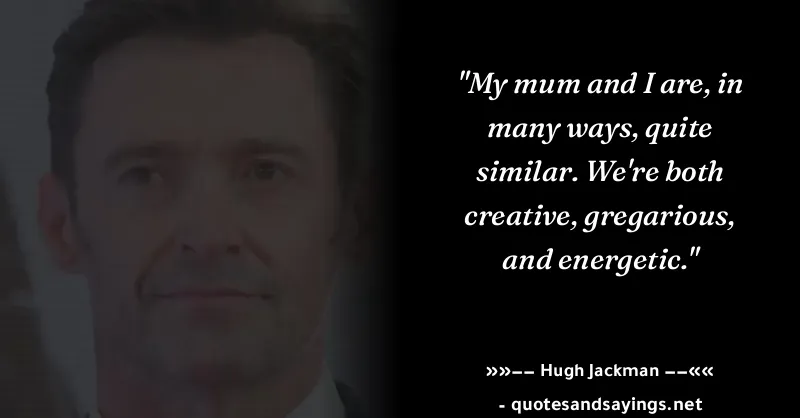 "My mum and I are, in
many ways, quite
similar. We're both
creative, gregarious,
and energetic."
»»−− Hugh Jackman −−««
- quotesandsayings.net